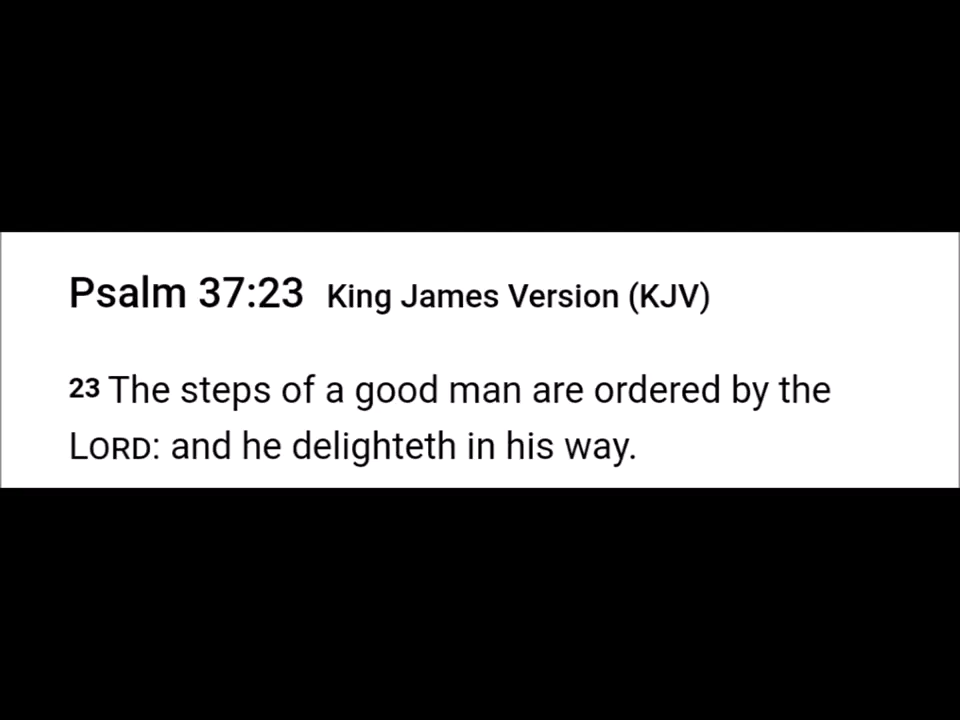 Psalm 37:23 King James Version (KJV)
23 The steps of a good man are ordered by the
LORD: and he delighteth in his way.